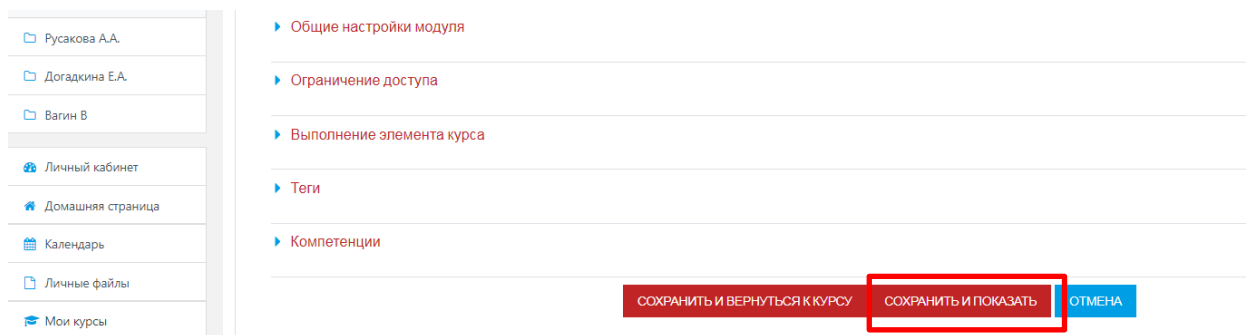 Русакова А.А.
Догадкина Е.А.
Вагин В
Личный кабинет
Домашняя страница
Календарь
Личные файлы
Мои курсы
Общие настройки модуля
Ограничение доступа
Выполнение элемента курса
Теги
Компетенции
СОХРАНИТЬ И ВЕРНУТЬСЯ К КУРСУ СОХРАНИТЬ И ПОКАЗАТЬ ОТМЕНА